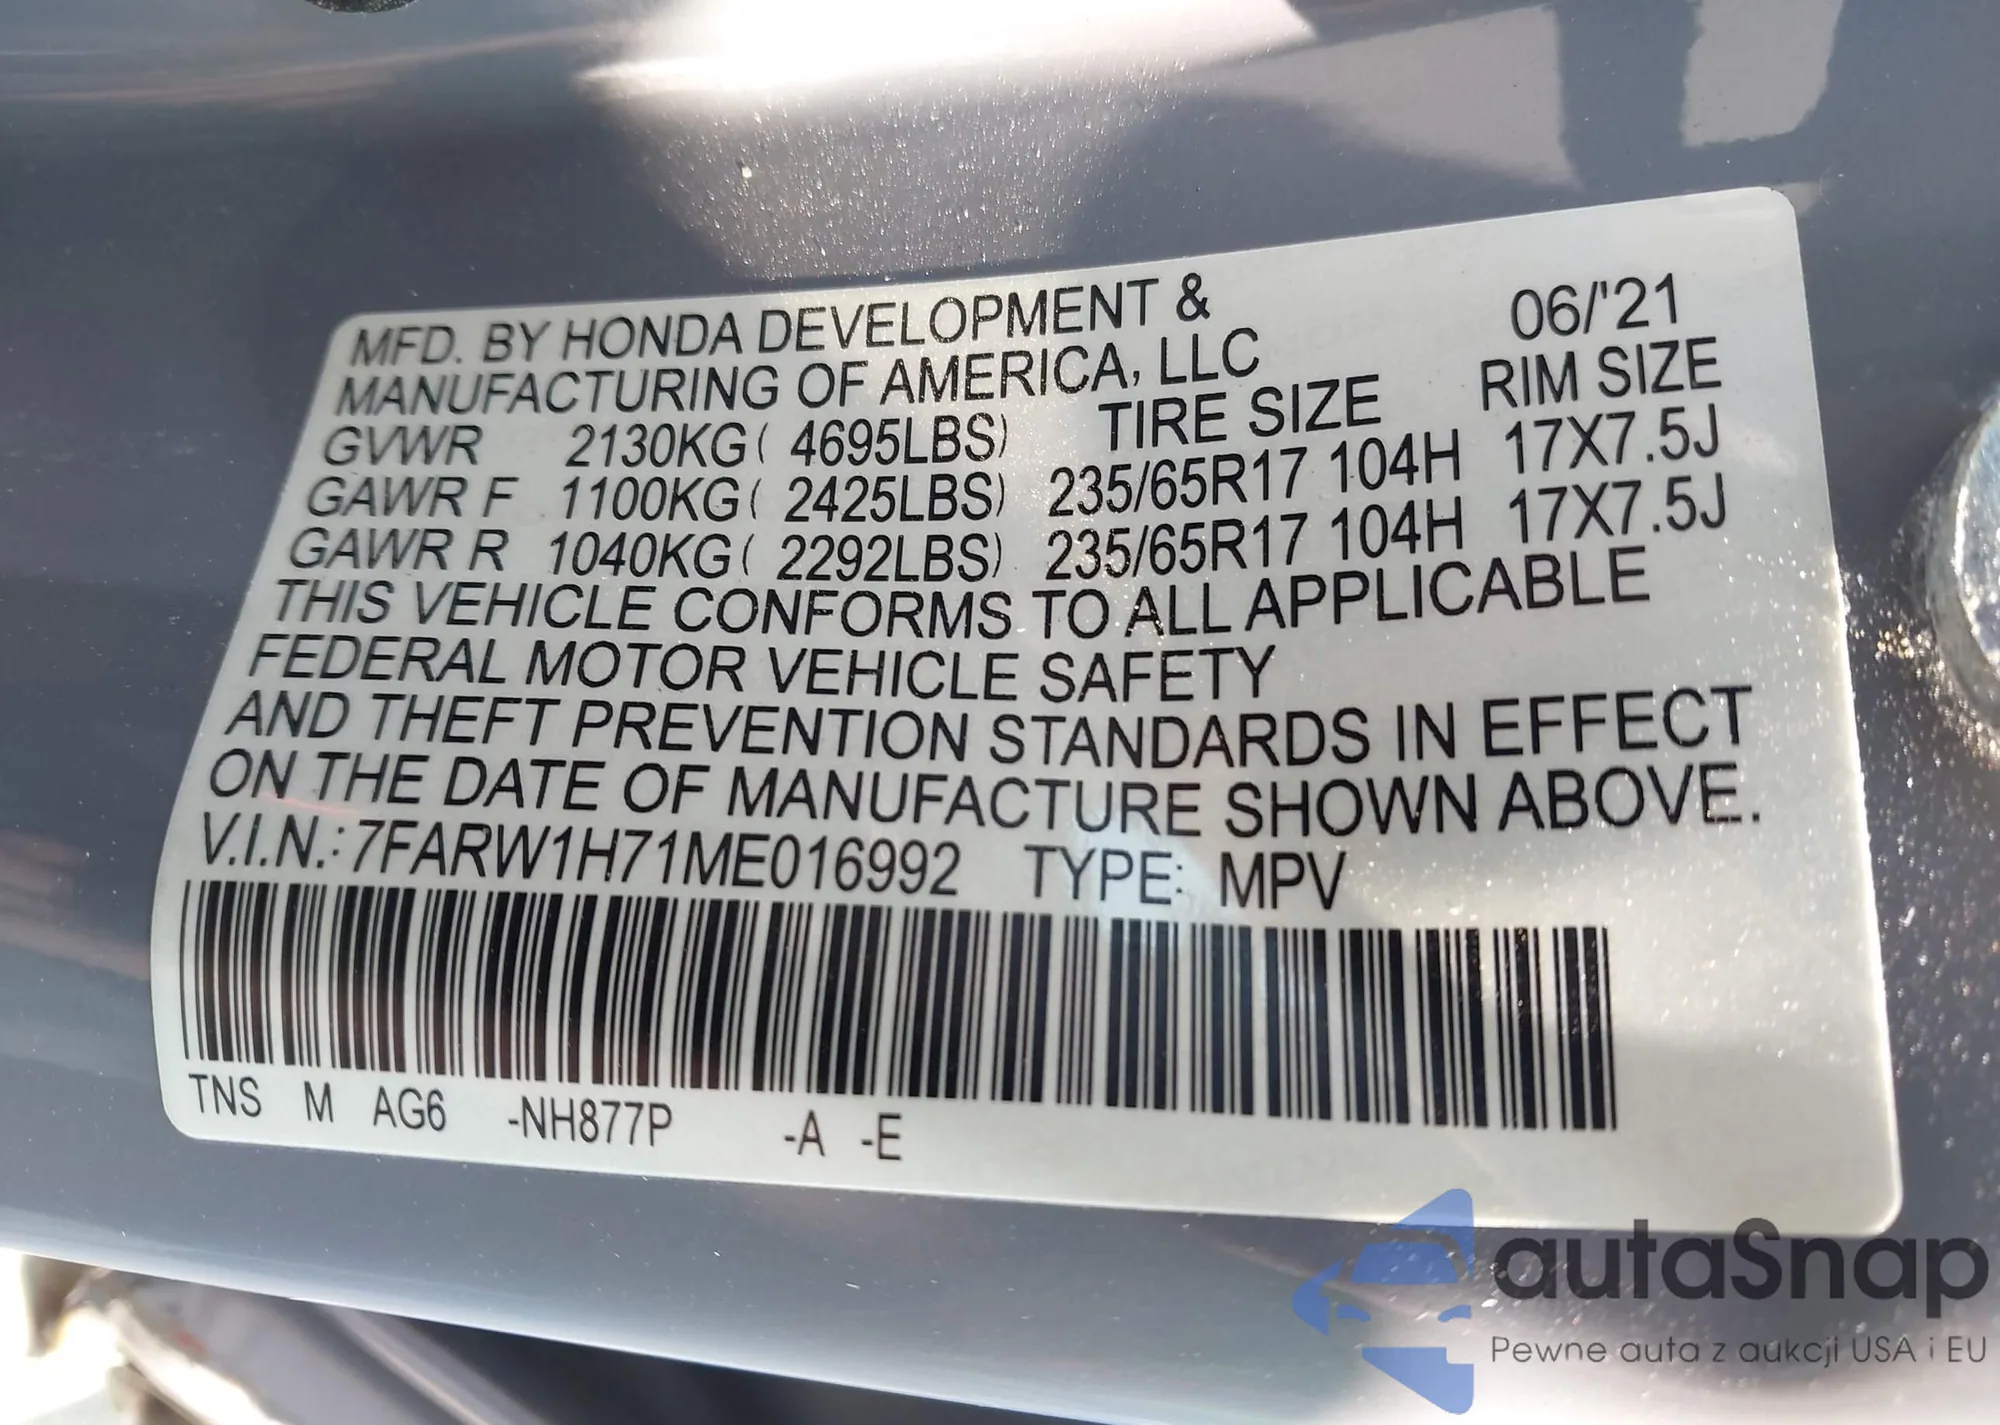 MFD. BY HONDA DEVELOPMENT & 06/'21
MANUFACTURING OF AMERICA, LLC
TIRE SIZE RIM SIZE
GVWR 2130KG( 4695LBS)
GAWR F 1100KG( 2425LBS) 235/65R17 104H 17X7.5J
GAWR R 1040KG( 2292LBS) 235/65R17 104H 17X7.5J
THIS VEHICLE CONFORMS TO ALL APPLICABLE
FEDERAL MOTOR VEHICLE SAFETY
AND THEFT PREVENTION STANDARDS IN EFFECT
ON THE DATE OF MANUFACTURE SHOWN ABOVE.
V.I.N.: 7FARW1H71ME016992 TYPE: MPV
TNS M AG6 -NH877P -A -E
autaSnap
Pewne auta z aukcji USA i EU